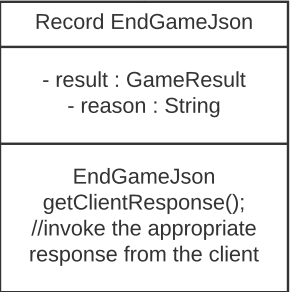 Record EndGameJson
- result : GameResult
- reason : String
EndGameJson
getClientResponse();
//invoke the appropriate
response from the client